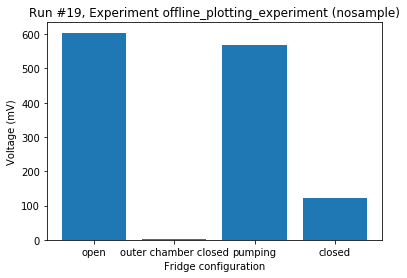 Run #19, Experiment offline_plotting_experiment (nosample)
600
500
400
300
200
100
0
Voltage (mV)
open outer chamber closed pumping closed
Fridge configuration